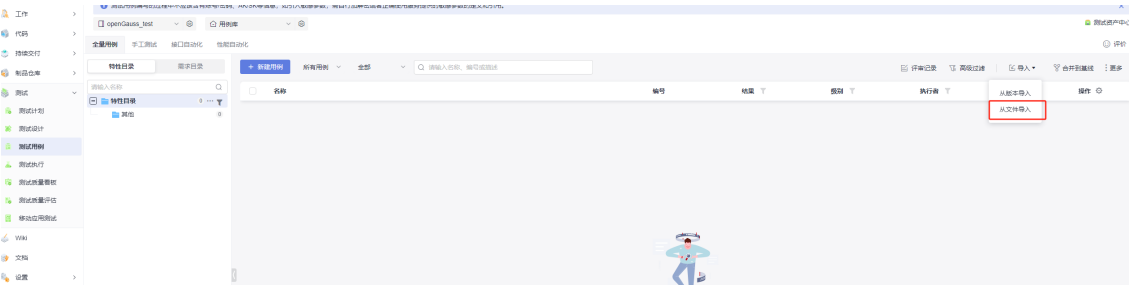 工作
代码
持续交付
制品仓库
测试
测试计划
测试设计
测试用例
测试执行
测试质量看板
测试质量评估
移动应用测试
Wiki
文档
设置
openGauss_test
用例库
测试资产中心
全量用例 手工测试 接口自动化 性能自动化
评价
特性目录 需求目录
请输入名称
特性目录 0
其他 0
+ 新建用例 所有用例 全部 请输入名称、编号或描述
评审记录 高级过滤 导入 合并到基线 更多
名称 编号 结果 级别 执行者 操作
从版本导入
从文件导入